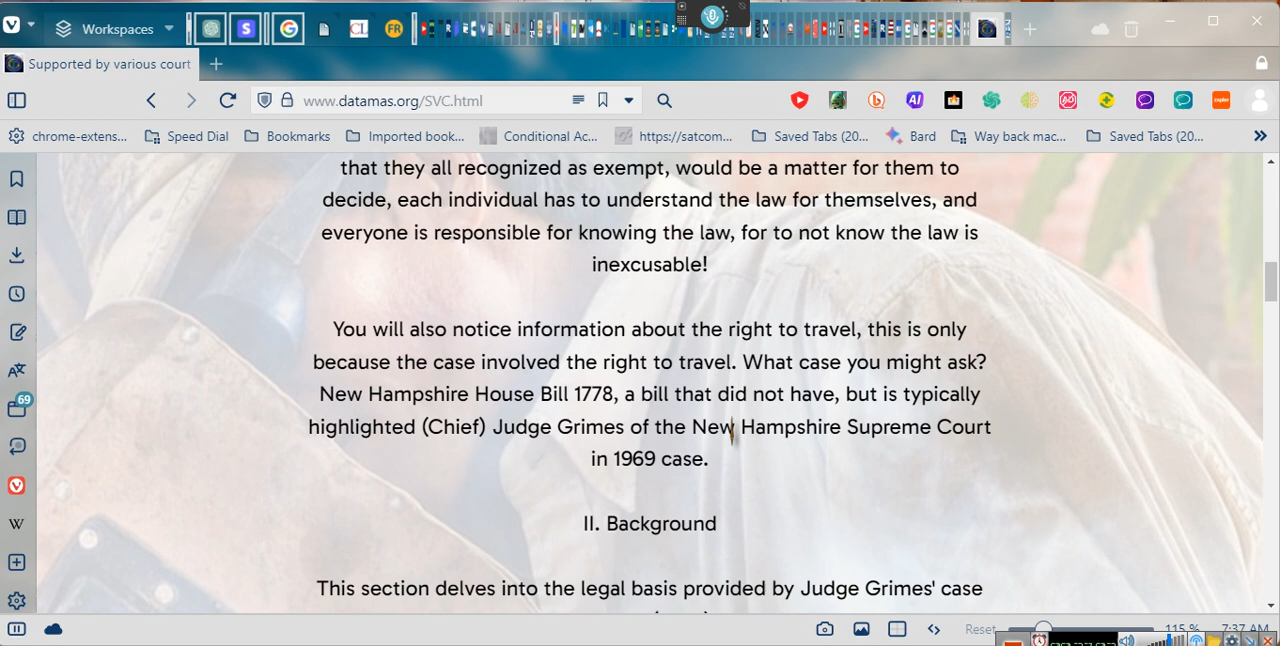 Workspaces
S
G
CL
FR
Supported by various court
www.datamas.org/SVC.html
chrome-extens...
Speed Dial
Bookmarks
Imported book...
Conditional Ac...
https://satcom...
Saved Tabs (20...
Bard
Way back mac...
Saved Tabs (20...
that they all recognized as exempt, would be a matter for them to
decide, each individual has to understand the law for themselves, and
everyone is responsible for knowing the law, for to not know the law is
inexcusable!
You will also notice information about the right to travel, this is only
because the case involved the right to travel. What case you might ask?
New Hampshire House Bill 1778, a bill that did not have, but is typically
highlighted (Chief) Judge Grimes of the New Hampshire Supreme Court
in 1969 case.
II. Background
This section delves into the legal basis provided by Judge Grimes' case
69
W
Reset
115 %
7:37 AM